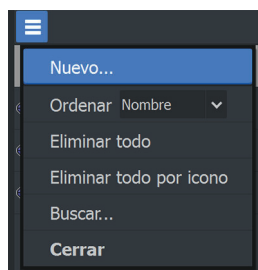 Nuevo...
Ordenar Nombre
Eliminar todo
Eliminar todo por icono
Buscar...
Cerrar